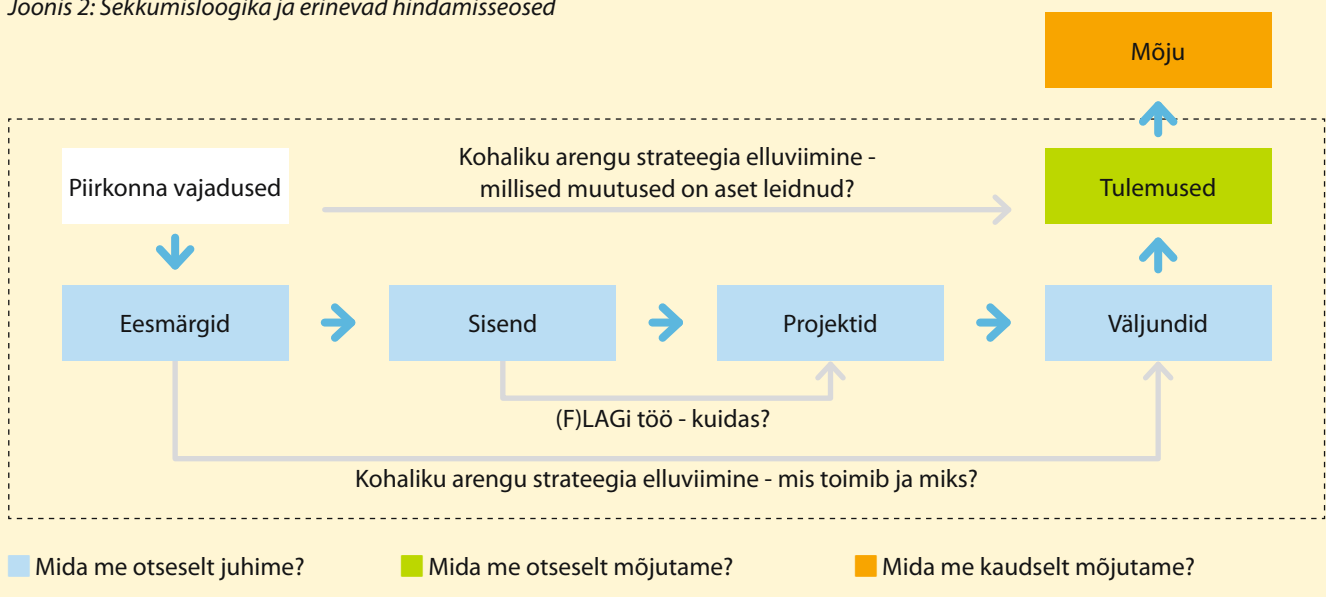 Joonis 2: Sekkumisloogika ja erinevad hindamisseosed
Mõju
Piirkonna vajadused
Kohaliku arengu strateegia elluviimine -
millised muutused on aset leidnud?
Tulemused
Eesmärgid
Sisend
Projektid
Väljundid
(F)LAGi töö - kuidas?
Kohaliku arengu strateegia elluviimine - mis toimib ja miks?
Mida me otseselt juhime?
Mida me otseselt mõjutame?
Mida me kaudselt mõjutame?